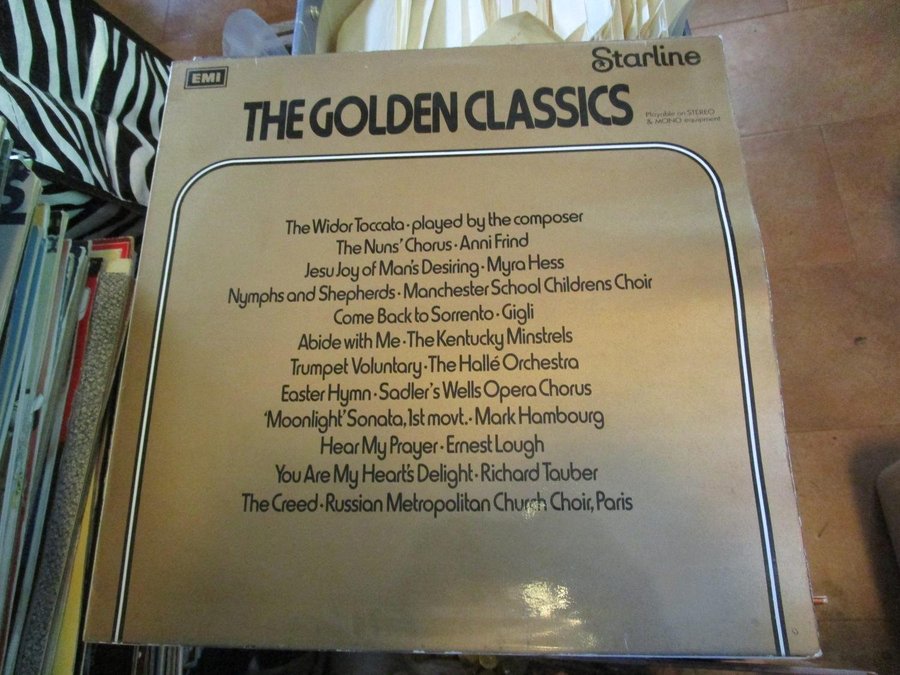 EMI
Starline
THE GOLDEN CLASSICS
Playable on STEREO
& MONO equipment
The Widor Toccata · played by the composer
The Nuns' Chorus · Anni Frind
Jesu Joy of Man's Desiring · Myra Hess
Nymphs and Shepherds · Manchester School Childrens Choir
Come Back to Sorrento · Gigli
Abide with Me · The Kentucky Minstrels
Trumpet Voluntary · The Hallé Orchestra
Easter Hymn · Sadler's Wells Opera Chorus
'Moonlight' Sonata, 1st movt. · Mark Hambourg
Hear My Prayer · Ernest Lough
You Are My Heart's Delight · Richard Tauber
The Creed · Russian Metropolitan Church Choir, Paris